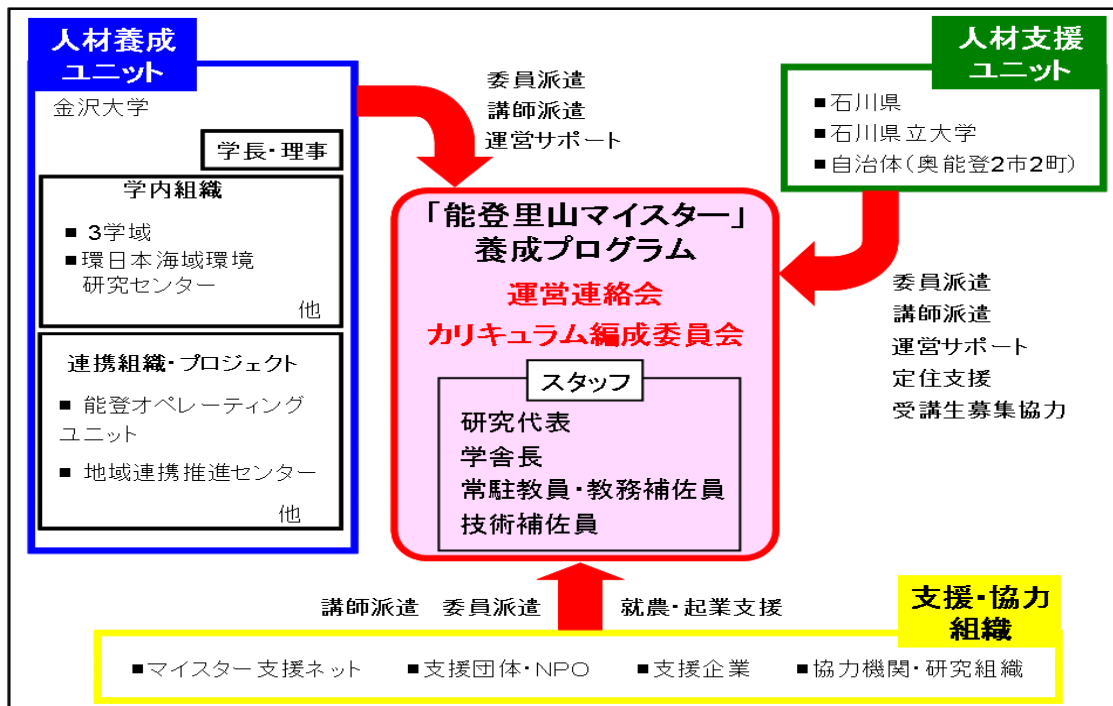 人材養成
ユニット
金沢大学
学長・理事
学内組織
■ 3学域
■環日本海域環境
研究センター
他
連携組織・プロジェクト
■ 能登オペレーティング
ユニット
■ 地域連携推進センター
他
委員派遣
講師派遣
運営サポート
人材支援
ユニット
■石川県
■石川県立大学
■自治体(奥能登2市2町)
委員派遣
講師派遣
運営サポート
定住支援
受講生募集協力
「能登里山マイスター」
養成プログラム
運営連絡会
カリキュラム編成委員会
スタッフ
研究代表
学舎長
常駐教員・教務補佐員
技術補佐員
講師派遣 委員派遣 就農・起業支援
支援・協力
組織
■マイスター支援ネット ■支援団体・NPO ■支援企業 ■協力機関・研究組織